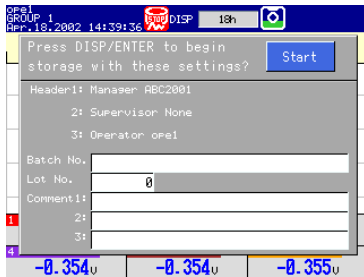 ope1
GROUP 1
Apr.18.2002 14:39:36 STOP DISP 18h
Press DISP/ENTER to begin
storage with these settings?
Start
Header1: Manager ABC2001
2: Supervisor None
3: Operator ope1
Batch No.
Lot No. 0
Comment1:
2:
3:
1
4
-0.354v -0.354v -0.355v